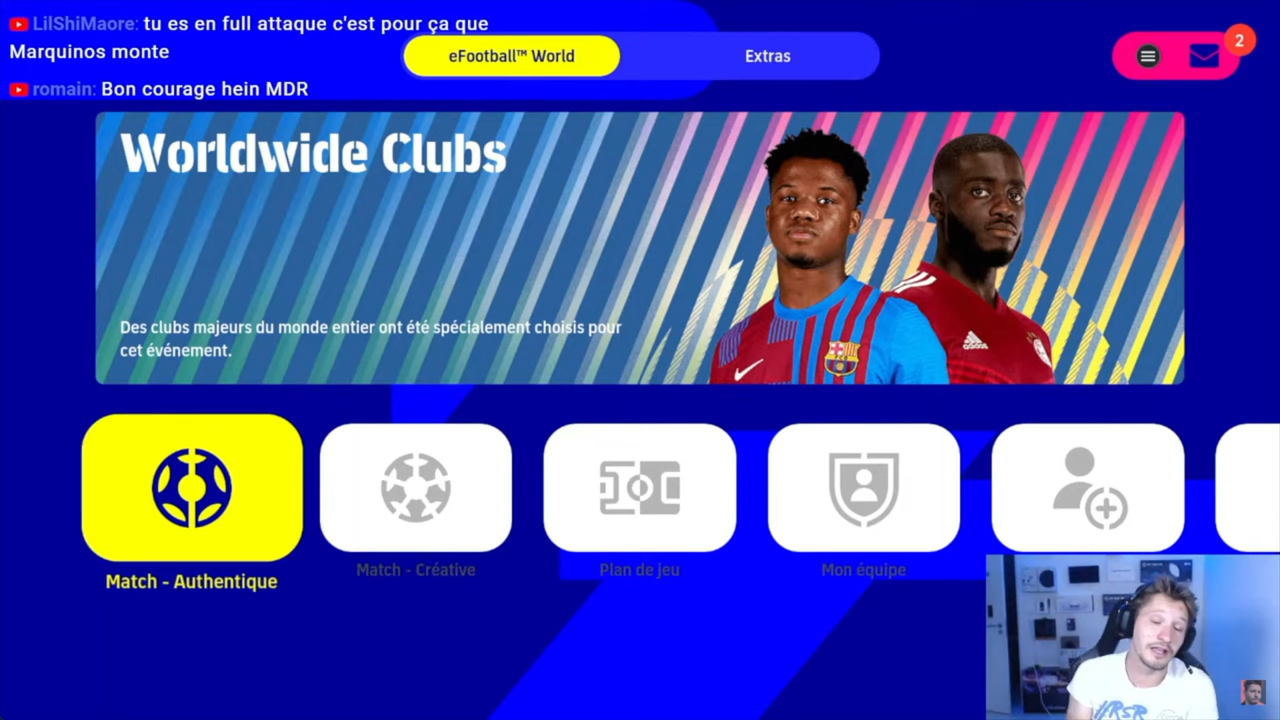 LilShiMaore: tu es en full attaque c'est pour ça que
Marquinos monte
romain: Bon courage hein MDR
eFootball™ World
Extras
2
Worldwide Clubs
Des clubs majeurs du monde entier ont été spécialement choisis pour
cet événement.
Match - Authentique
Match - Créative
Plan de jeu
Mon équipe